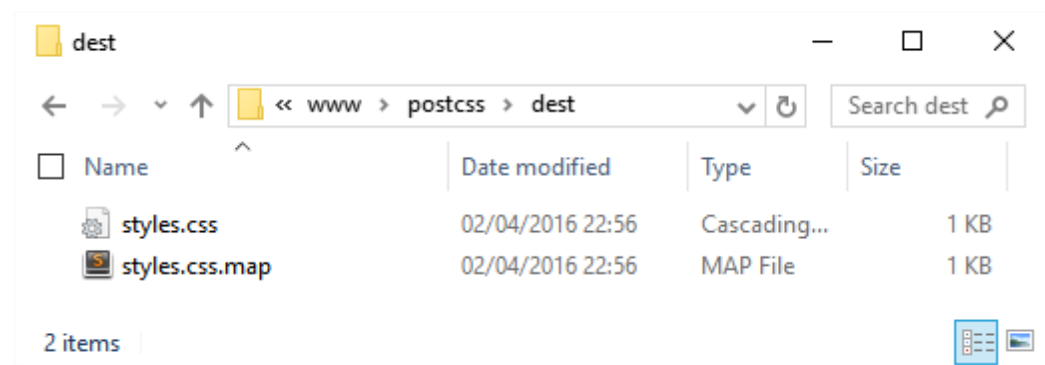 dest
« www > postcss > dest Search dest
Name Date modified Type Size
styles.css 02/04/2016 22:56 Cascading... 1 KB
styles.css.map 02/04/2016 22:56 MAP File 1 KB
2 items